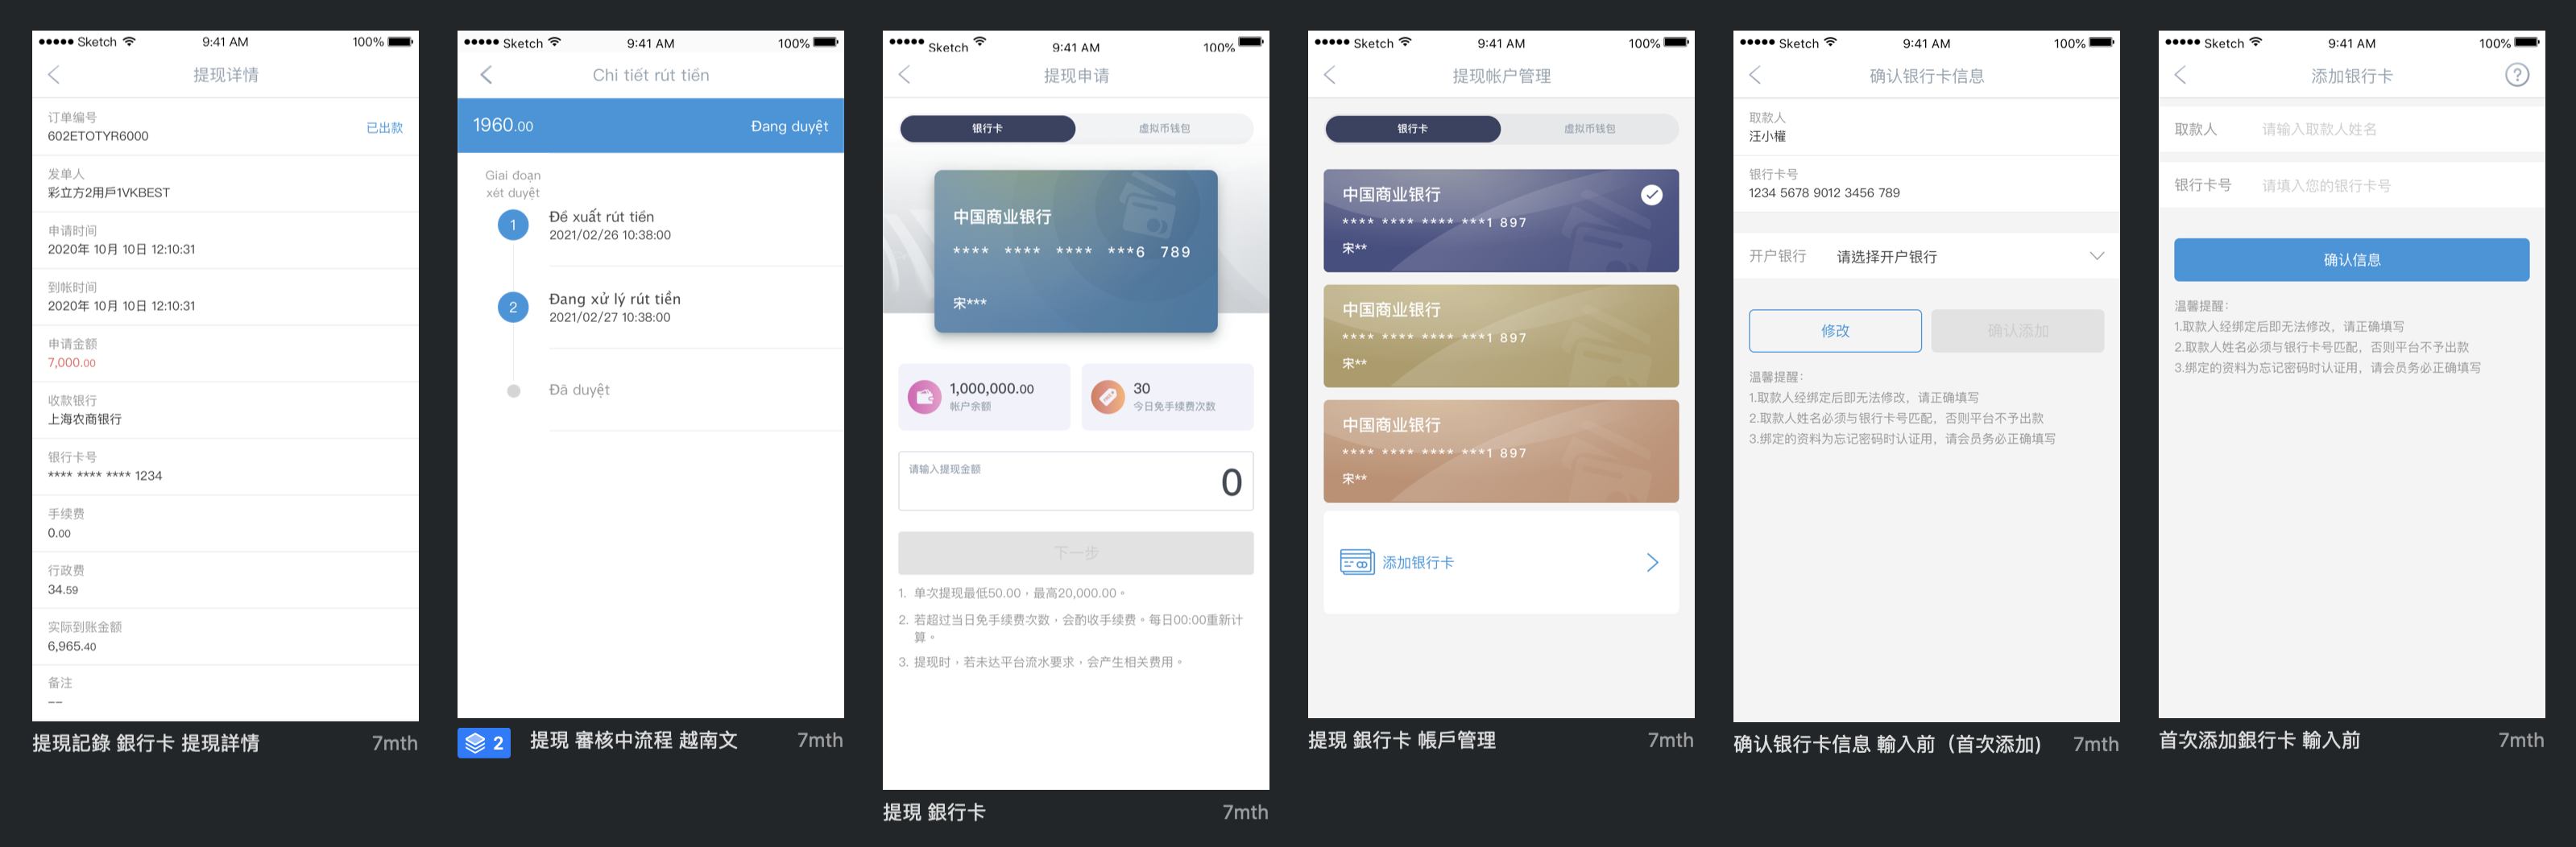 Sketch 9:41 AM 100%
提现详情
订单编号
602ETOTYR6000
已出款
发单人
彩立方2用戶1VKBEST
申请时间
2020年 10月 10日 12:10:31
到帐时间
2020年 10月 10日 12:10:31
申请金额
7,000.00
收款银行
上海农商银行
银行卡号
**** **** **** 1234
手续费
0.00
行政费
34.59
实际到账金额
6,965.40
备注
--
提現記錄 銀行卡 提現詳情 7mth
Sketch 9:41 AM 100%
Chi tiết rút tiền
1960.00 Đang duyệt
Giai đoạn
xét duyệt
1
Đề xuất rút tiền
2021/02/26 10:38:00
2
Đang xử lý rút tiền
2021/02/27 10:38:00
Đã duyệt
2 提現 審核中流程 越南文 7mth
Sketch 9:41 AM 100%
提现申请
银行卡 虚拟币钱包
中国商业银行
**** **** **** ***6 789
宋***
1,000,000.00
帐户余额
30
今日免手续费次数
请输入提现金额
0
下一步
1. 单次提现最低50.00，最高20,000.00。
2. 若超过当日免手续费次数，会酌收手续费。每日00:00重新计
算。
3. 提现时，若未达平台流水要求，会产生相关费用。
提現 銀行卡 7mth
Sketch 9:41 AM 100%
提现帐户管理
银行卡 虚拟币钱包
中国商业银行
**** **** **** ***1 897
宋**
中国商业银行
**** **** **** ***1 897
宋**
中国商业银行
**** **** **** ***1 897
宋**
添加银行卡
提現 銀行卡 帳戶管理 7mth
Sketch 9:41 AM 100%
确认银行卡信息
取款人
汪小權
银行卡号
1234 5678 9012 3456 789
开户银行 请选择开户银行
修改 确认添加
温馨提醒：
1.取款人经绑定后即无法修改，请正确填写
2.取款人姓名必须与银行卡号匹配，否则平台不予出款
3.绑定的资料为忘记密码时认证用，请会员务必正确填写
确认银行卡信息 輸入前（首次添加） 7mth
Sketch 9:41 AM 100%
添加银行卡 ?
取款人 请输入取款人姓名
银行卡号 请填入您的银行卡号
确认信息
温馨提醒：
1.取款人经绑定后即无法修改，请正确填写
2.取款人姓名必须与银行卡号匹配，否则平台不予出款
3.绑定的资料为忘记密码时认证用，请会员务必正确填写
首次添加銀行卡 輸入前 7mth